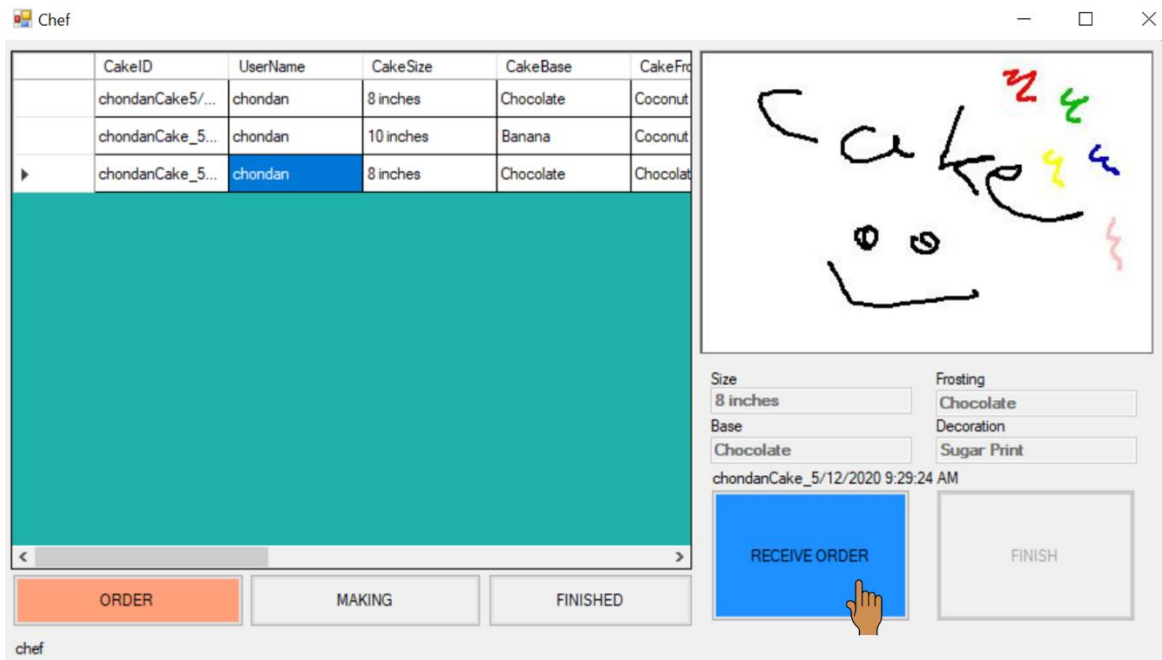 Chef
CakeID UserName CakeSize CakeBase CakeFro
chondanCake5/... chondan 8 inches Chocolate Coconut
chondanCake_5... chondan 10 inches Banana Coconut
chondanCake_5... chondan 8 inches Chocolate Chocolat
Cake
Size Frosting
8 inches Chocolate
Base Decoration
Chocolate Sugar Print
chondanCake_5/12/2020 9:29:24 AM
RECEIVE ORDER FINISH
ORDER MAKING FINISHED
chef